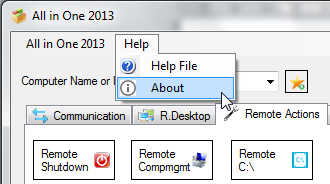 All in One 2013
All in One 2013 Help
Help File
About
Computer Name or
Communication R.Desktop Remote Actions
Remote Shutdown
Remote Compmgmt
Remote C:\